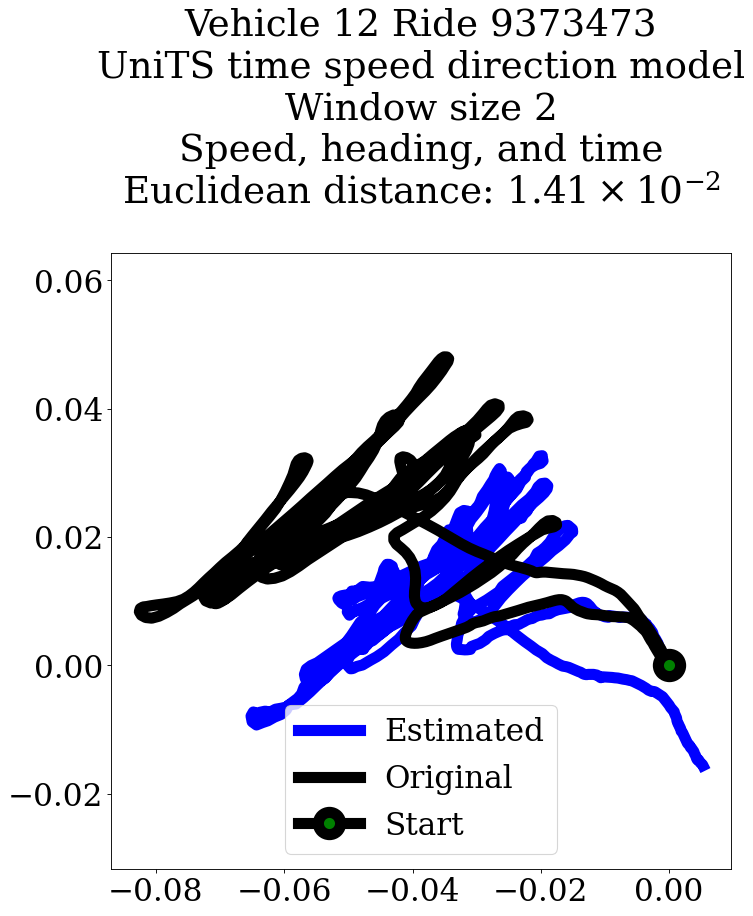 Vehicle 12 Ride 9373473
UniTS time speed direction model
Window size 2
Speed, heading, and time
Euclidean distance: 1.41 × 10⁻²
0.06
0.04
0.02
0.00
−0.02
Estimated
Original
Start
−0.08 −0.06 −0.04 −0.02 0.00